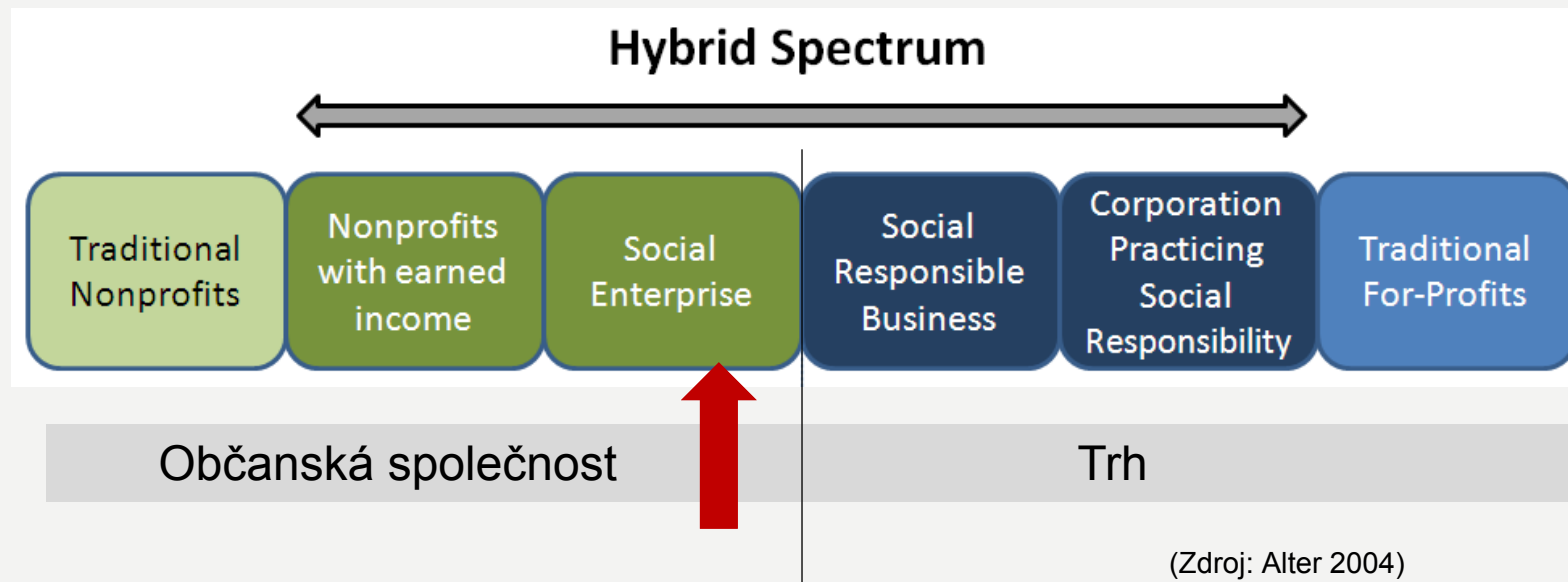 Hybrid Spectrum
Traditional
Nonprofits
Nonprofits
with earned
income
Social
Enterprise
Social
Responsible
Business
Corporation
Practicing
Social
Responsibility
Traditional
For-Profits
Občanská společnost
Trh
(Zdroj: Alter 2004)